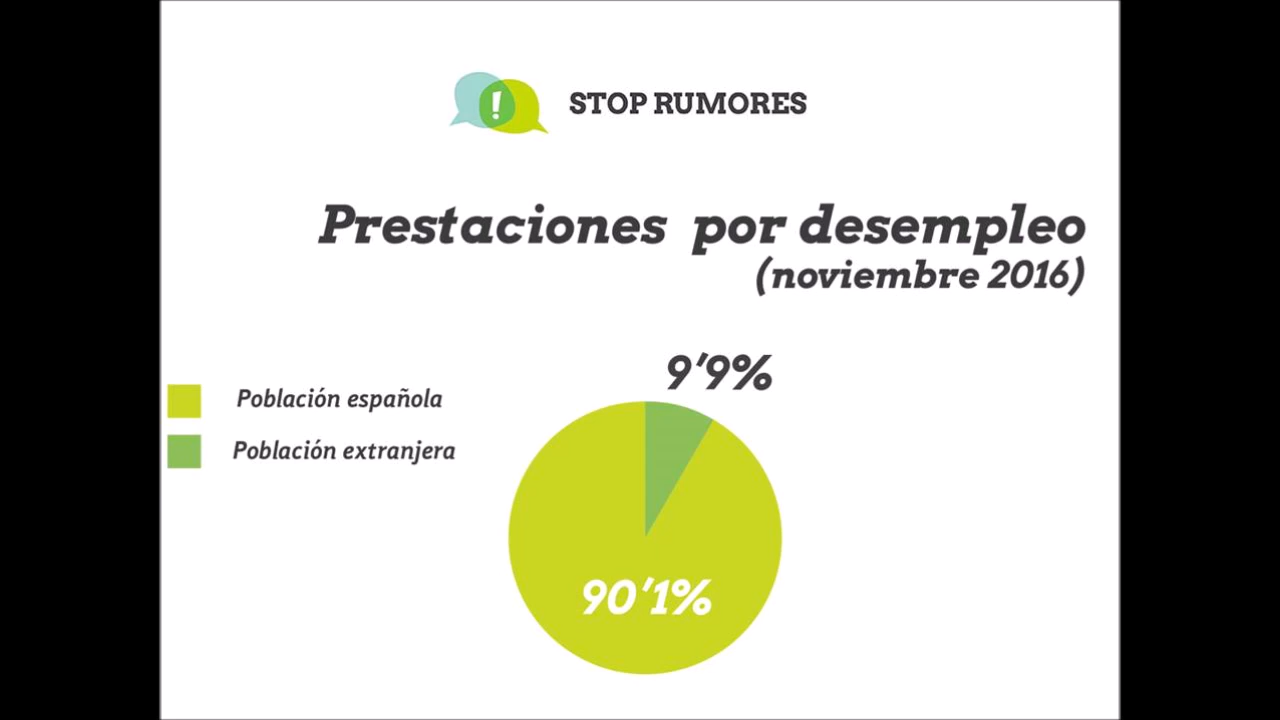 !
STOP RUMORES
Prestaciones por desempleo
(noviembre 2016)
9'9%
Población española
Población extranjera
90'1%